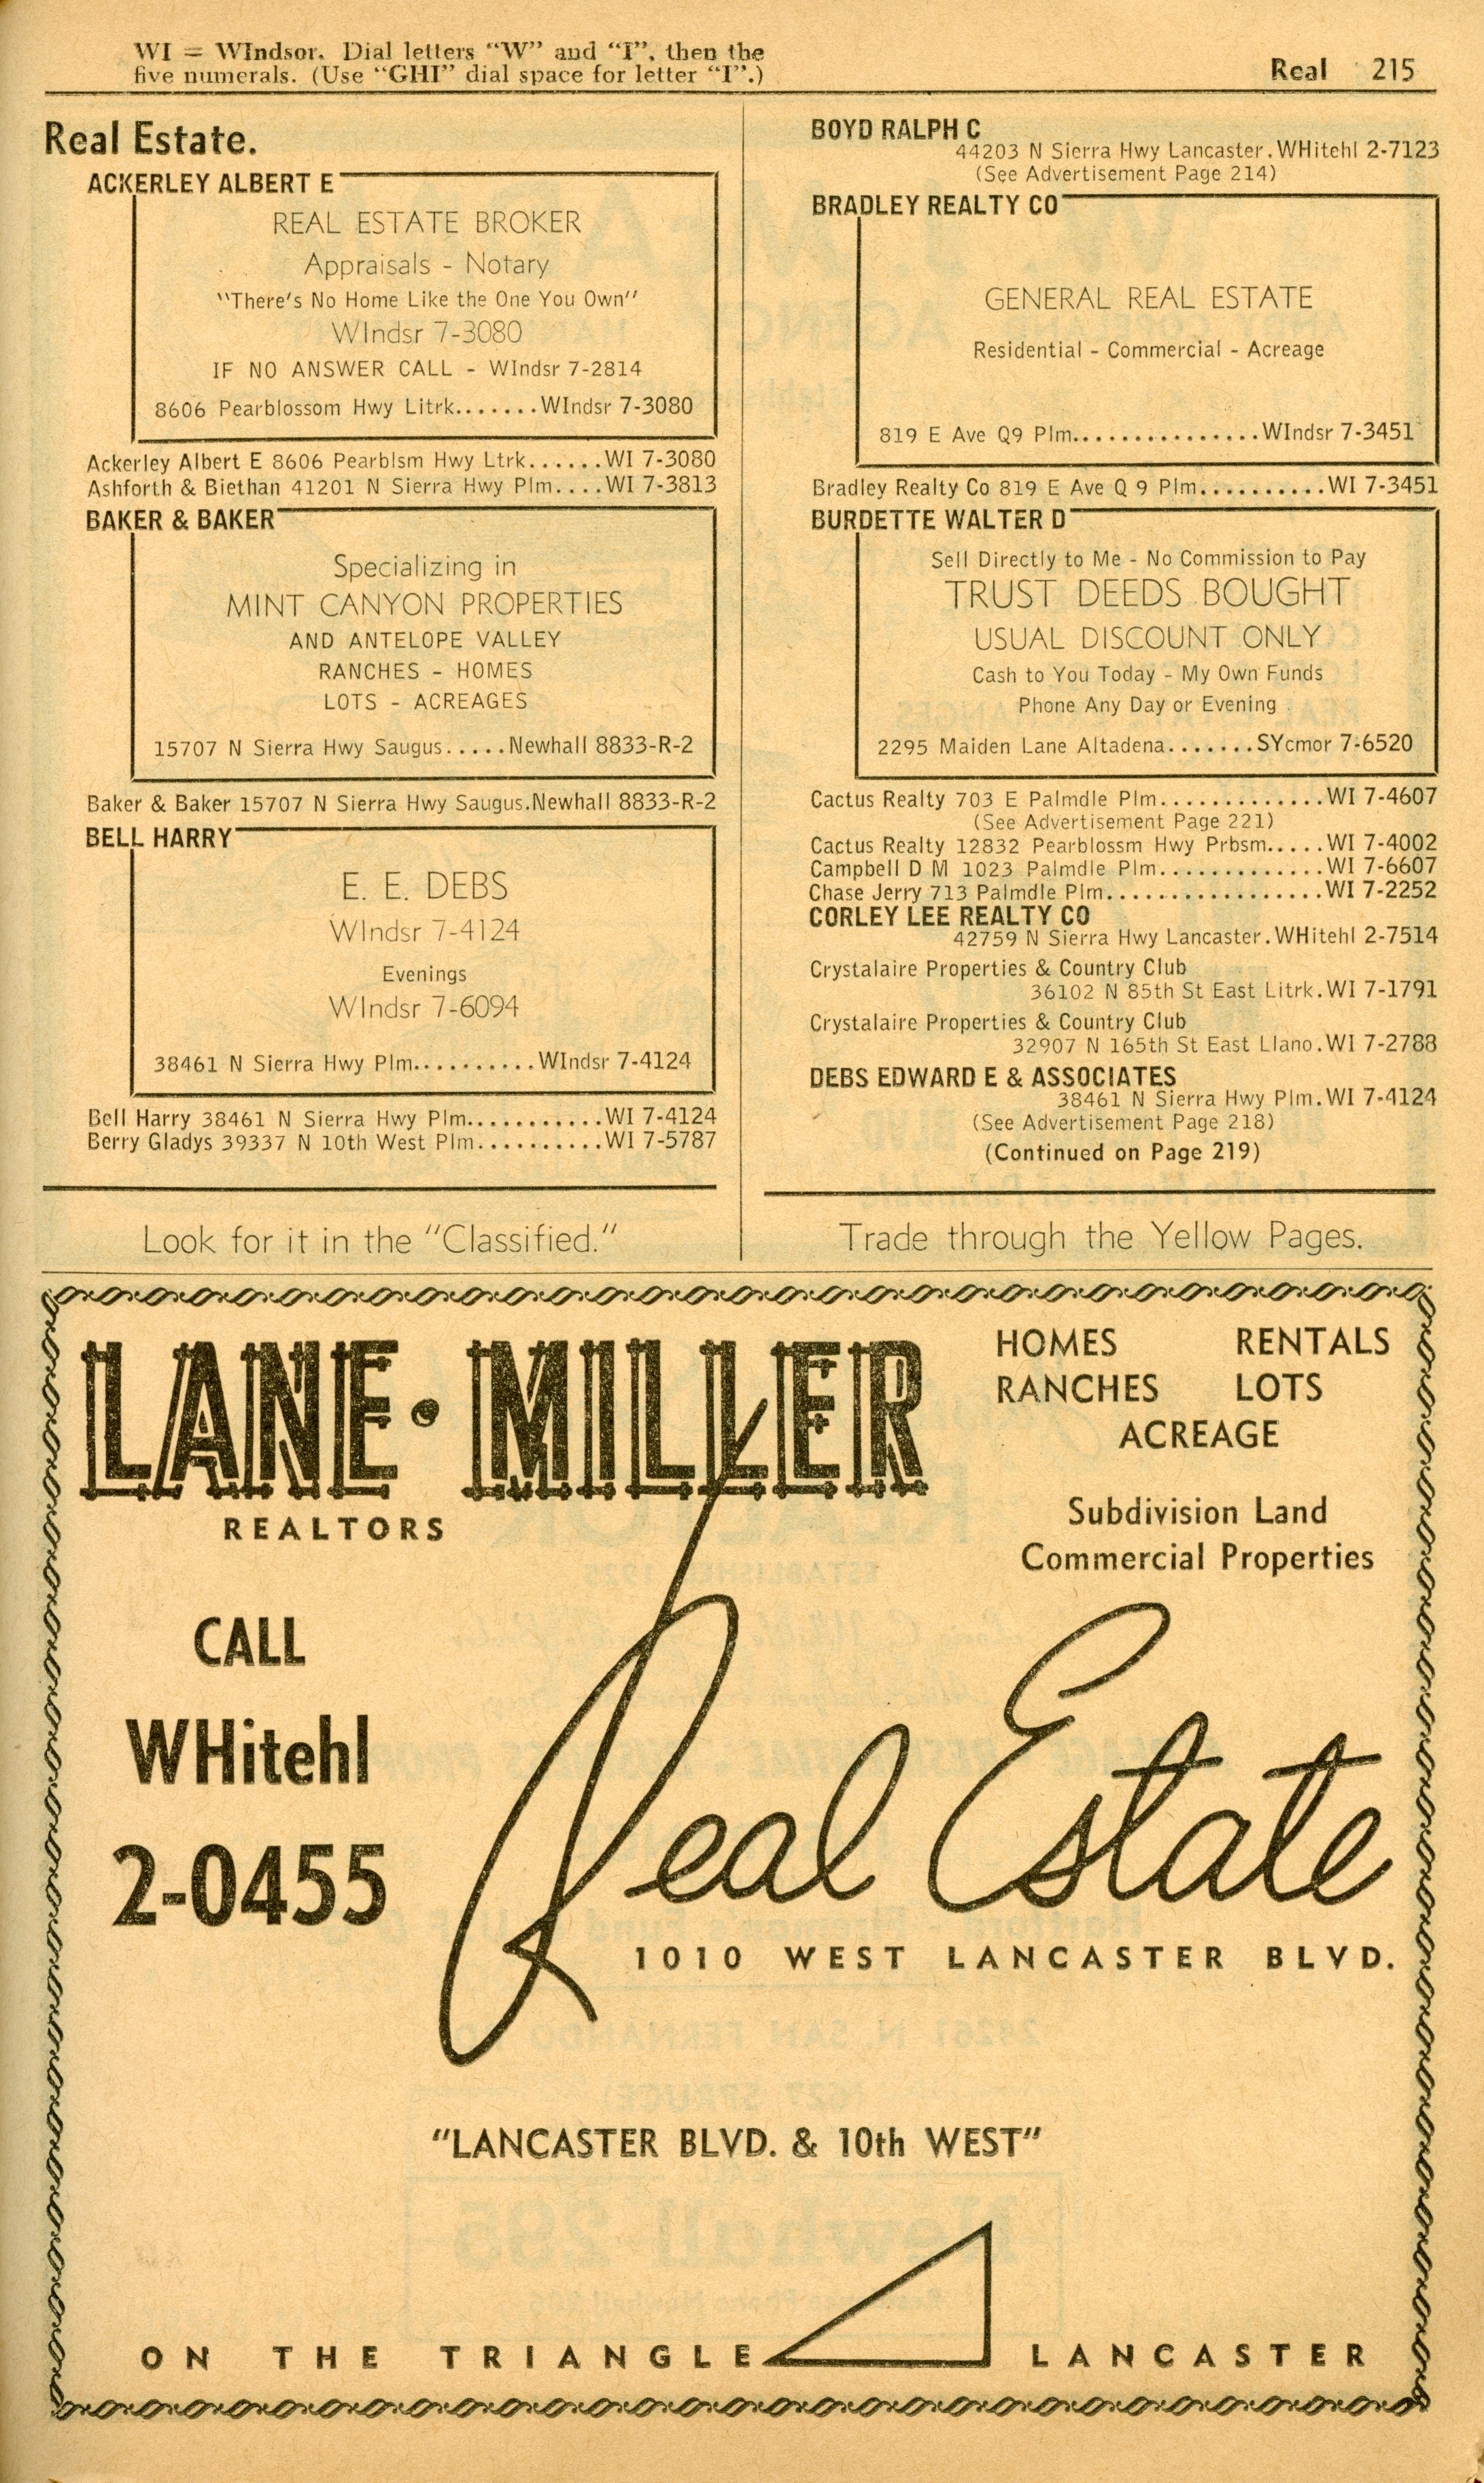 WI = WIndsor. Dial letters "W" and "I", then the
five numerals. (Use "GHI" dial space for letter "I".)
Real 215
Real Estate.
ACKERLEY ALBERT E
REAL ESTATE BROKER
Appraisals - Notary
"There's No Home Like the One You Own"
WIndsr 7-3080
IF NO ANSWER CALL - WIndsr 7-2814
8606 Pearblossom Hwy Litrk.......WIndsr 7-3080
Ackerley Albert E 8606 Pearblsm Hwy Ltrk......WI 7-3080
Ashforth & Biethan 41201 N Sierra Hwy Plm....WI 7-3813
BAKER & BAKER
Specializing in
MINT CANYON PROPERTIES
AND ANTELOPE VALLEY
RANCHES - HOMES
LOTS - ACREAGES
15707 N Sierra Hwy Saugus.....Newhall 8833-R-2
Baker & Baker 15707 N Sierra Hwy Saugus.Newhall 8833-R-2
BELL HARRY
E. E. DEBS
WIndsr 7-4124
Evenings
WIndsr 7-6094
38461 N Sierra Hwy Plm..........WIndsr 7-4124
Bell Harry 38461 N Sierra Hwy Plm...........WI 7-4124
Berry Gladys 39337 N 10th West Plm..........WI 7-5787
Look for it in the "Classified."
BOYD RALPH C
44203 N Sierra Hwy Lancaster.WHitehl 2-7123
(See Advertisement Page 214)
BRADLEY REALTY CO
GENERAL REAL ESTATE
Residential - Commercial - Acreage
819 E Ave Q9 Plm...............WIndsr 7-3451
Bradley Realty Co 819 E Ave Q 9 Plm..........WI 7-3451
BURDETTE WALTER D
Sell Directly to Me - No Commission to Pay
TRUST DEEDS BOUGHT
USUAL DISCOUNT ONLY
Cash to You Today - My Own Funds
Phone Any Day or Evening
2295 Maiden Lane Altadena.......SYcmor 7-6520
Cactus Realty 703 E Palmdle Plm.............WI 7-4607
(See Advertisement Page 221)
Cactus Realty 12832 Pearblossm Hwy Prbsm.....WI 7-4002
Campbell D M 1023 Palmdle Plm.............WI 7-6607
Chase Jerry 713 Palmdle Plm.................WI 7-2252
CORLEY LEE REALTY CO
42759 N Sierra Hwy Lancaster.WHitehl 2-7514
Crystalaire Properties & Country Club
36102 N 85th St East Litrk.WI 7-1791
Crystalaire Properties & Country Club
32907 N 165th St East Llano.WI 7-2788
DEBS EDWARD E & ASSOCIATES
38461 N Sierra Hwy Plm.WI 7-4124
(See Advertisement Page 218)
(Continued on Page 219)
Trade through the Yellow Pages.
LANE · MILLER
REALTORS
HOMES RENTALS
RANCHES LOTS
ACREAGE
Subdivision Land
Commercial Properties
CALL
WHitehl
2-0455
Real Estate
1010 WEST LANCASTER BLVD.
"LANCASTER BLVD. & 10th WEST"
ON THE TRIANGLE LANCASTER